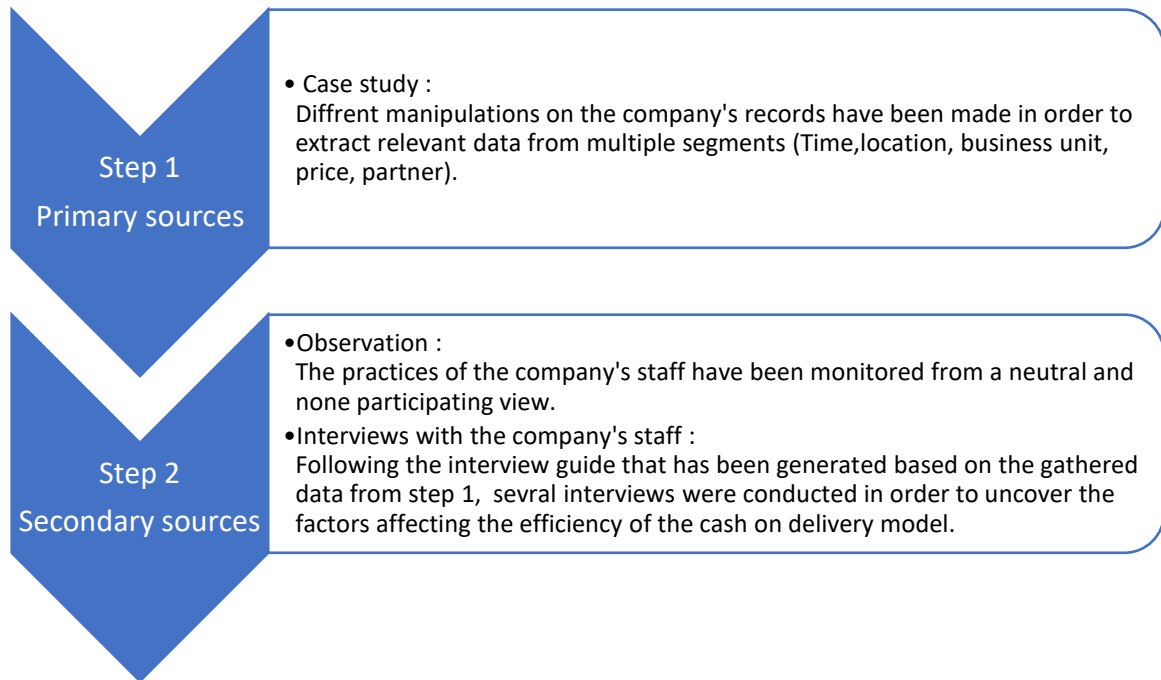 Step 1
Primary sources
• Case study :
Diffrent manipulations on the company's records have been made in order to
extract relevant data from multiple segments (Time,location, business unit,
price, partner).
Step 2
Secondary sources
•Observation :
The practices of the company's staff have been monitored from a neutral and
none participating view.
•Interviews with the company's staff :
Following the interview guide that has been generated based on the gathered
data from step 1, sevral interviews were conducted in order to uncover the
factors affecting the efficiency of the cash on delivery model.